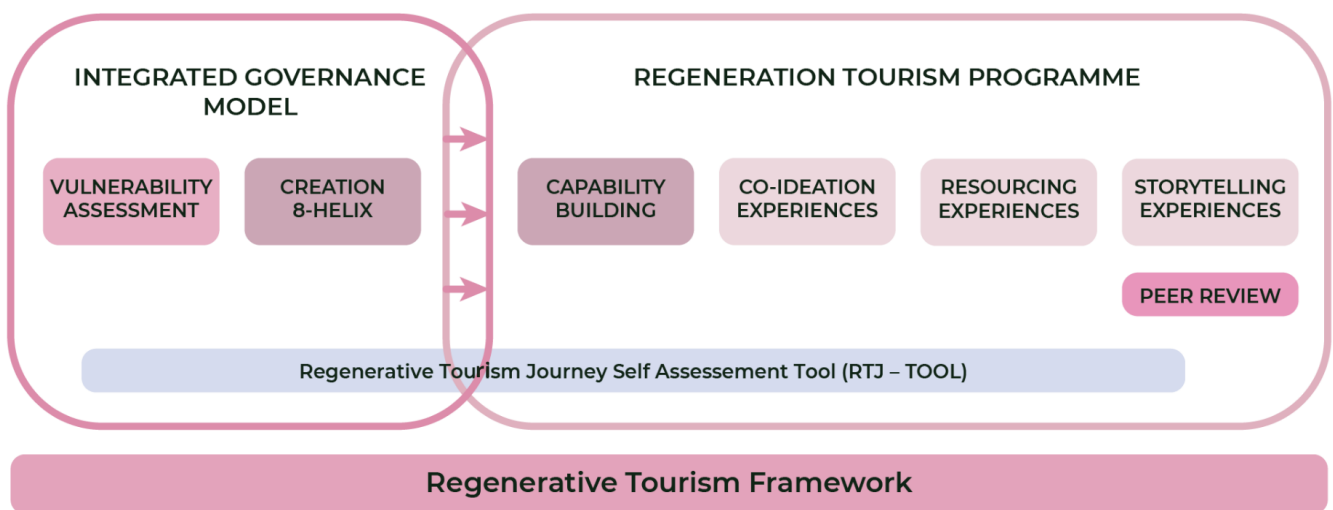 INTEGRATED GOVERNANCE
MODEL
VULNERABILITY
ASSESSMENT
CREATION
8-HELIX
REGENERATION TOURISM PROGRAMME
CAPABILITY
BUILDING
CO-IDEATION
EXPERIENCES
RESOURCING
EXPERIENCES
STORYTELLING
EXPERIENCES
PEER REVIEW
Regenerative Tourism Journey Self Assessement Tool (RTJ – TOOL)
Regenerative Tourism Framework